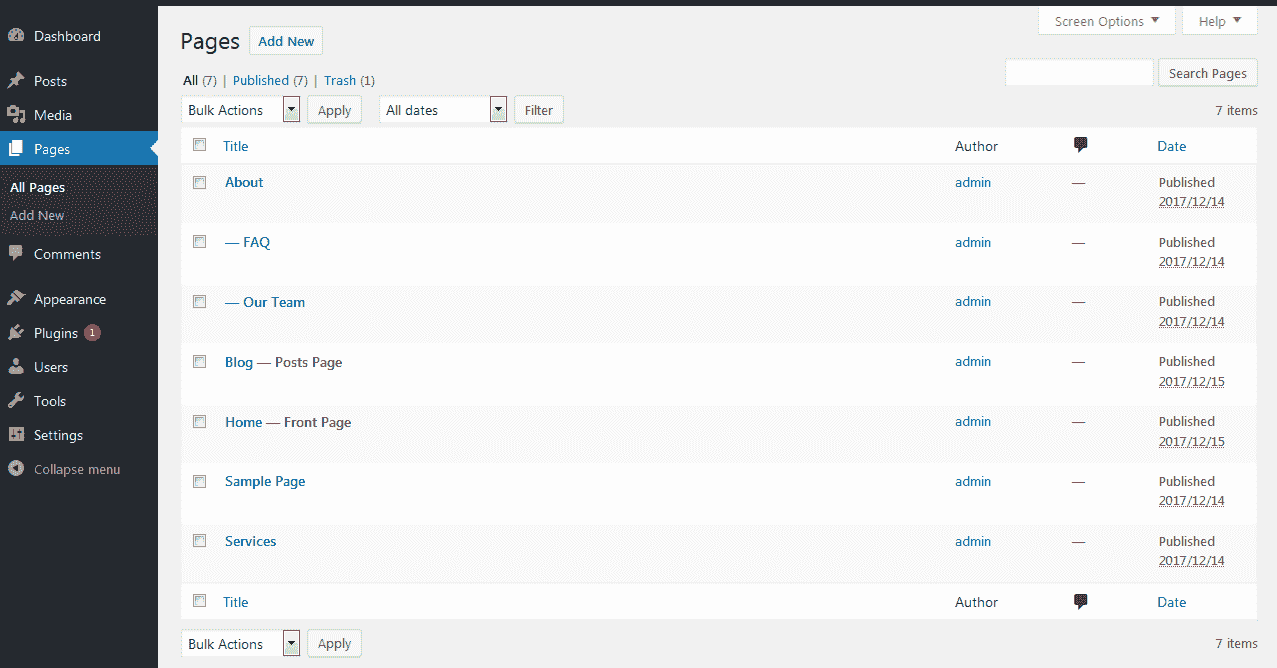 Dashboard
Posts
Media
Pages
All Pages
Add New
Comments
Appearance
Plugins 1
Users
Tools
Settings
Collapse menu
Screen Options Help
Pages Add New
All (7) | Published (7) | Trash (1)
Search Pages
Bulk Actions Apply All dates Filter 7 items
Title Author Date
About admin — Published
2017/12/14
— FAQ admin — Published
2017/12/14
— Our Team admin — Published
2017/12/14
Blog — Posts Page admin — Published
2017/12/15
Home — Front Page admin — Published
2017/12/15
Sample Page admin — Published
2017/12/14
Services admin — Published
2017/12/14
Title Author Date
Bulk Actions Apply 7 items